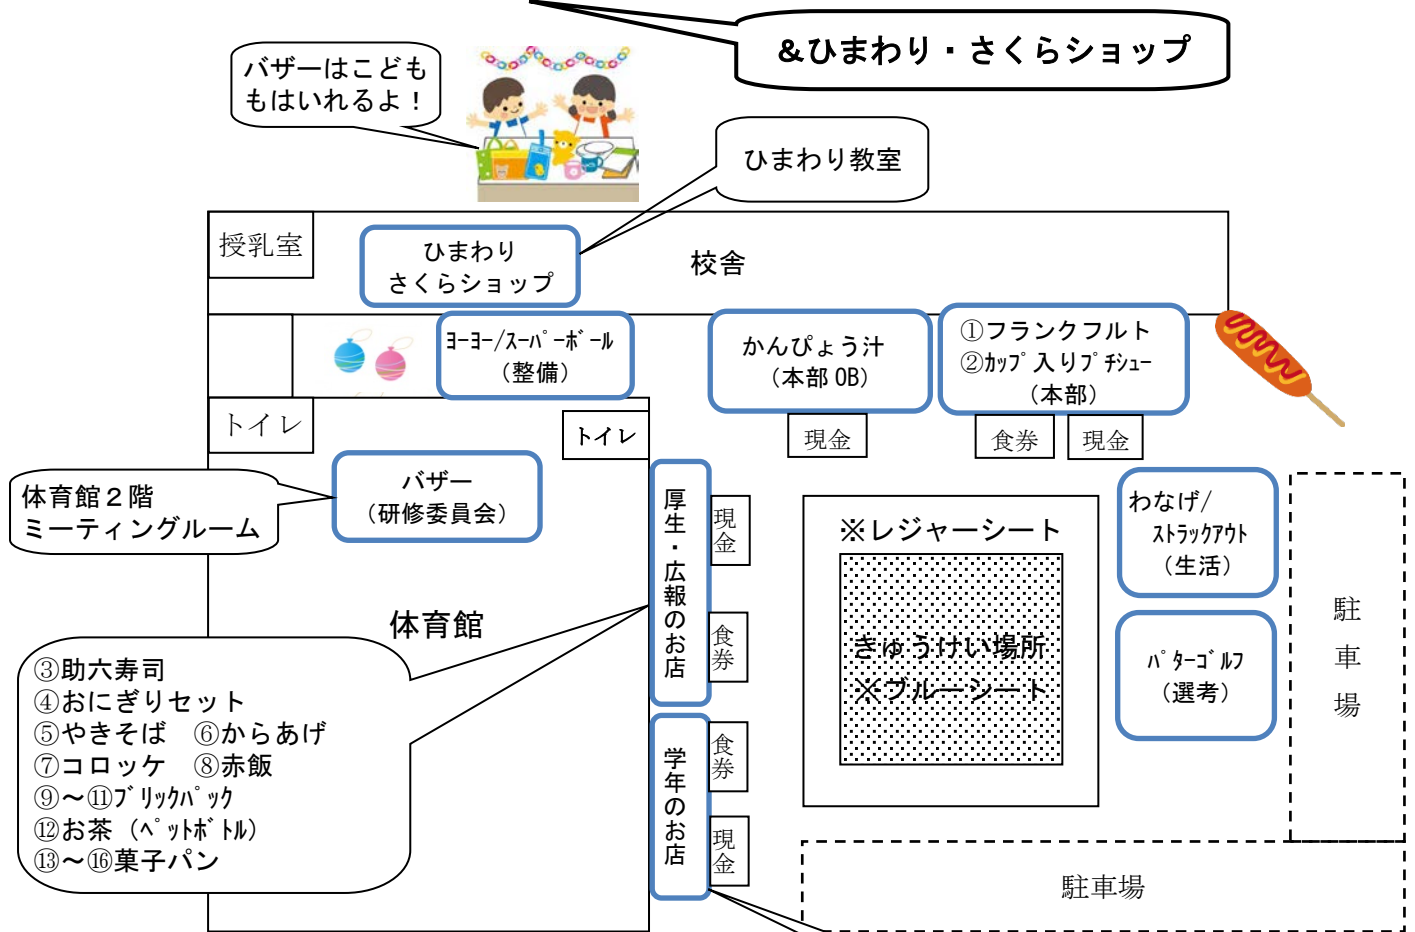 &ひまわり・さくらショップ
バザーはこども
もはいれるよ！
ひまわり教室
授乳室
ひまわり
さくらショップ
校舎
ﾖｰﾖｰ/ｽｰﾊﾟｰﾎﾞｰﾙ
（整備）
かんぴょう汁
（本部 OB）
①フランクフルト
②ｶｯﾌﾟ入りﾌﾟﾁｼｭｰ
（本部）
現金
食券
現金
トイレ
トイレ
バザー
（研修委員会）
体育館２階
ミーティングルーム
厚生・広報のお店
現金
食券
※レジャーシート
きゅうけい場所
※ブルーシート
わなげ/
ｽﾄﾗｯｸｱｳﾄ
（生活）
ﾊﾟﾀｰｺﾞﾙﾌ
（選考）
駐車場
体育館
③助六寿司
④おにぎりセット
⑤やきそば　⑥からあげ
⑦コロッケ　⑧赤飯
⑨～⑪ﾌﾞﾘｯｸﾊﾟｯｸ
⑫お茶（ﾍﾟｯﾄﾎﾞﾄﾙ）
⑬～⑯菓子パン
学年のお店
食券
現金
駐車場